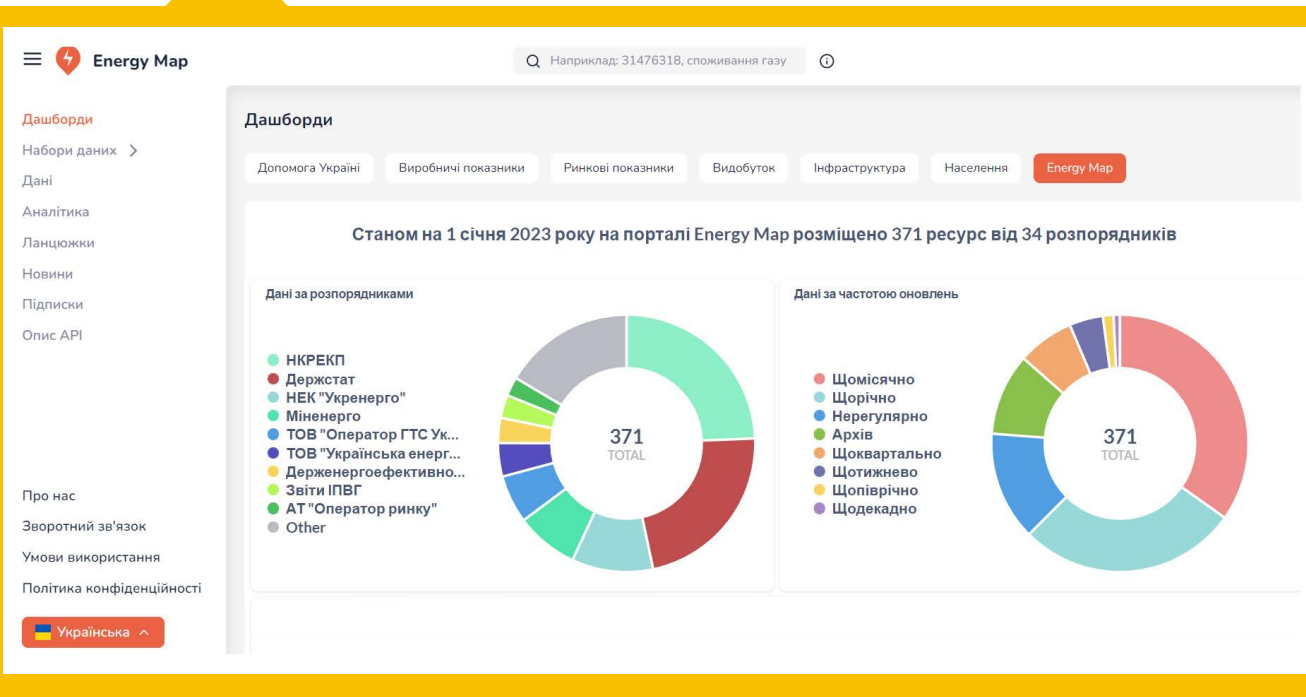 Energy Map
Наприклад: 31476318, споживання газу
Дашборди
Набори даних
Дані
Аналітика
Ланцюжки
Новини
Підписки
Опис АРІ
Про нас
Зворотний зв'язок
Умови використання
Політика конфіденційності
Українська
Дашборди
Допомога Україні Виробничі показники Ринкові показники Видобуток Інфраструктура Населення Energy Map
Станом на 1 січня 2023 року на порталі Energy Map розміщено 371 ресурс від 34 розпорядників
Дані за розпорядниками
НКРЕКП
Держстат
НЕК "Укренерго"
Міненерго
ТОВ "Оператор ГТС Ук...
ТОВ "Українська енерг...
Держенергоефективно...
Звіти ІПВГ
АТ "Оператор ринку"
Other
371
TOTAL
Дані за частотою оновлень
Щомісячно
Щорічно
Нерегулярно
Архів
Щоквартально
Щотижнево
Щопіврічно
Щодекадно
371
TOTAL